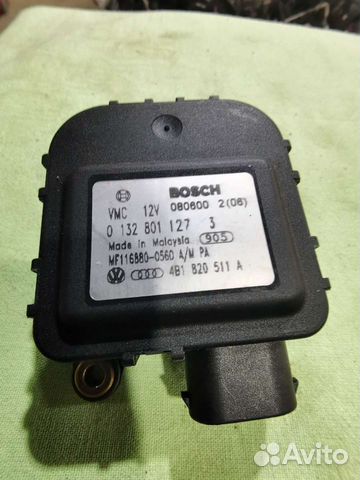 BOSCH
VMC 12V 080600 2(06)
0 132 801 127 3
Made in Malaysia 905
MF116880-0560 A/M PA
4B1 820 511 A
Avito